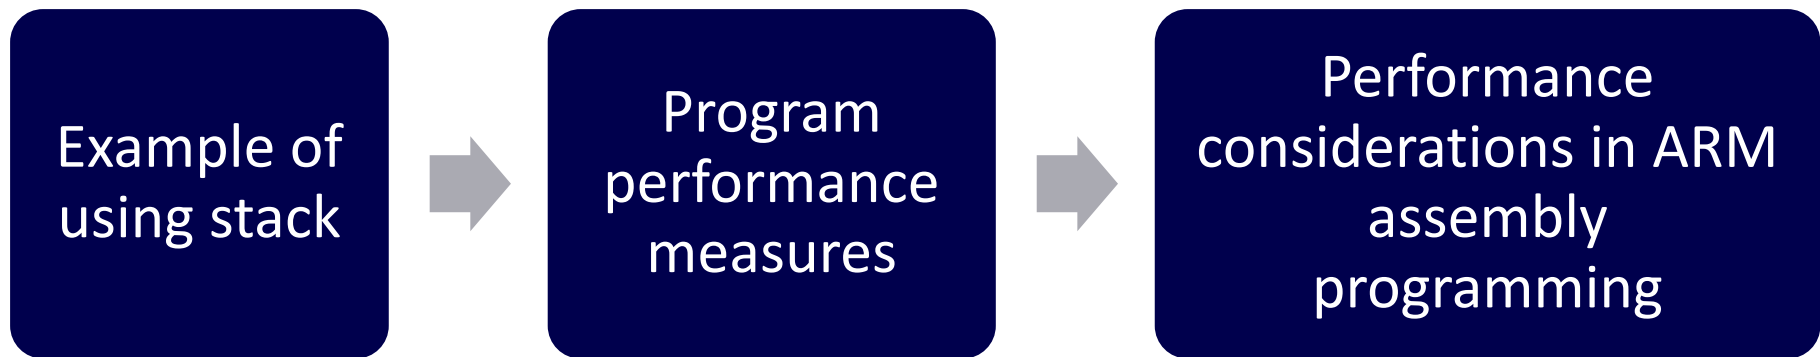 Example of
using stack
Program
performance
measures
Performance
considerations in ARM
assembly
programming